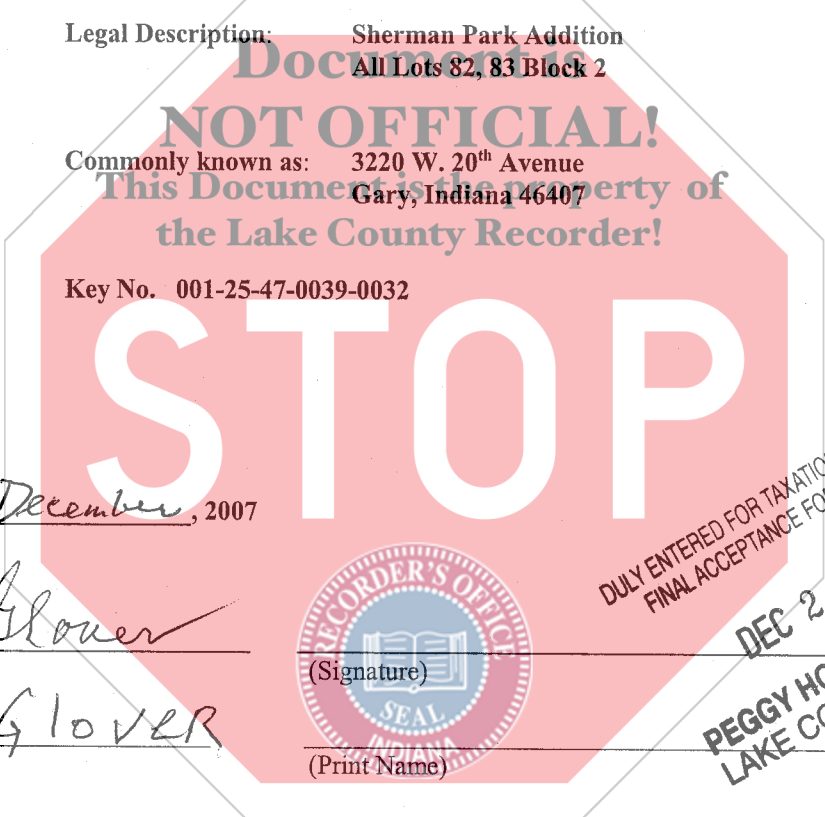 Legal Description: Sherman Park Addition
Document is
All Lots 82, 83 Block 2
NOT OFFICIAL!
Commonly known as: 3220 W. 20th Avenue
This Document is the property of
Gary, Indiana 46407
the Lake County Recorder!
Key No. 001-25-47-0039-0032
STOP
December, 2007
DULY ENTERED FOR TAXATIO
FINAL ACCEPTANCE FO
Glover
DEC 2
RECORDER'S OFFICE
(Signature)
SEAL
INDIANA
Glover
PEGGY HO
LAKE CO
(Print Name)